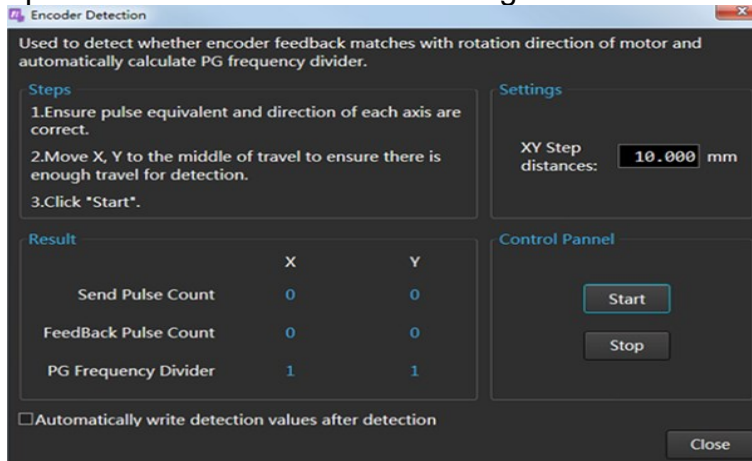 Encoder Detection
Used to detect whether encoder feedback matches with rotation direction of motor and
automatically calculate PG frequency divider.
Steps
1.Ensure pulse equivalent and direction of each axis are
correct.
2.Move X, Y to the middle of travel to ensure there is
enough travel for detection.
3.Click "Start".
Settings
XY Step
distances: 10.000 mm
Result
X Y
Send Pulse Count 0 0
FeedBack Pulse Count 0 0
PG Frequency Divider 1 1
Control Pannel
Start
Stop
Automatically write detection values after detection
Close